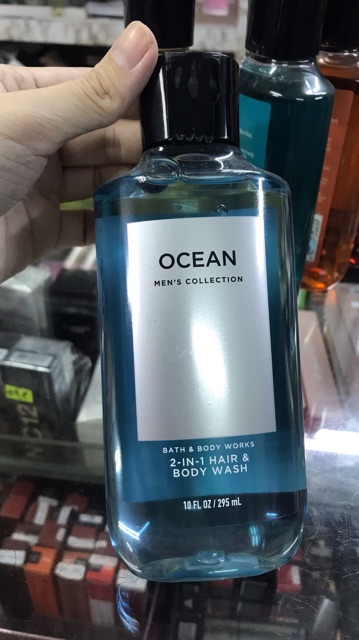 OCEAN
MEN'S COLLECTION
BATH & BODY WORKS
2-IN-1 HAIR &
BODY WASH
10 FL OZ / 295 mL